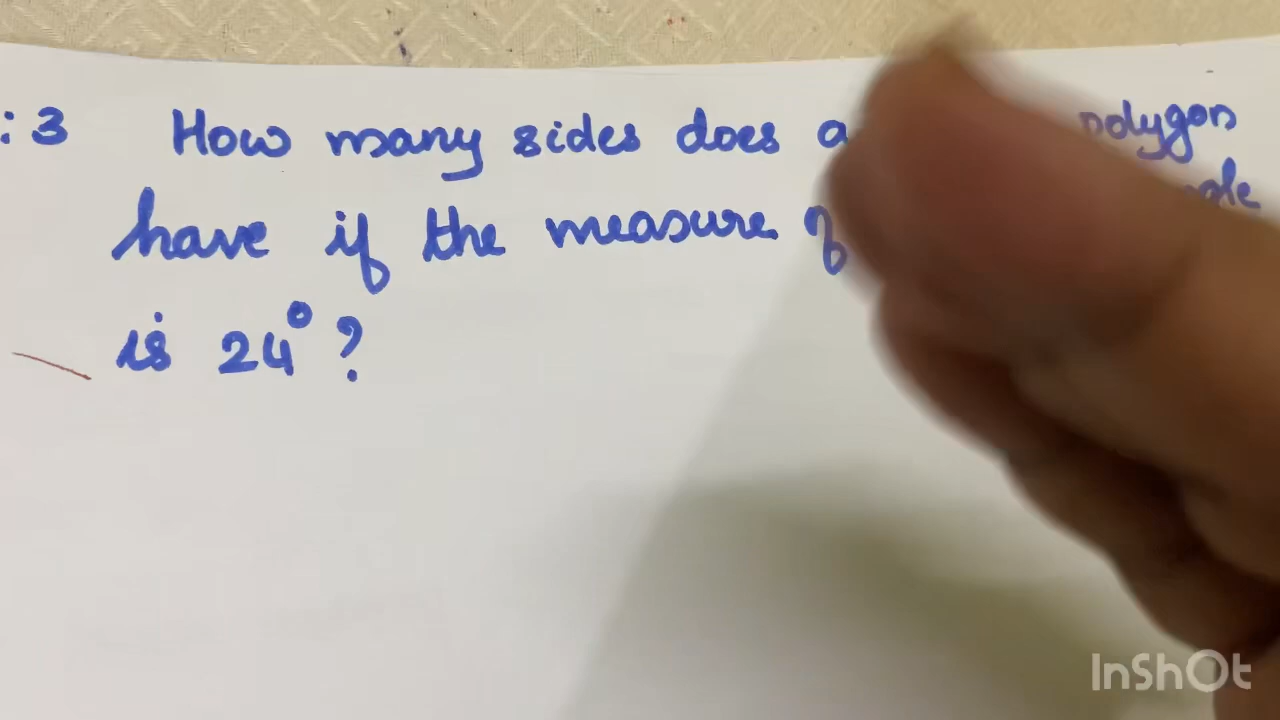 : 3 How many sides does a polygon
have if the measure of
is 24° ?
InShOt